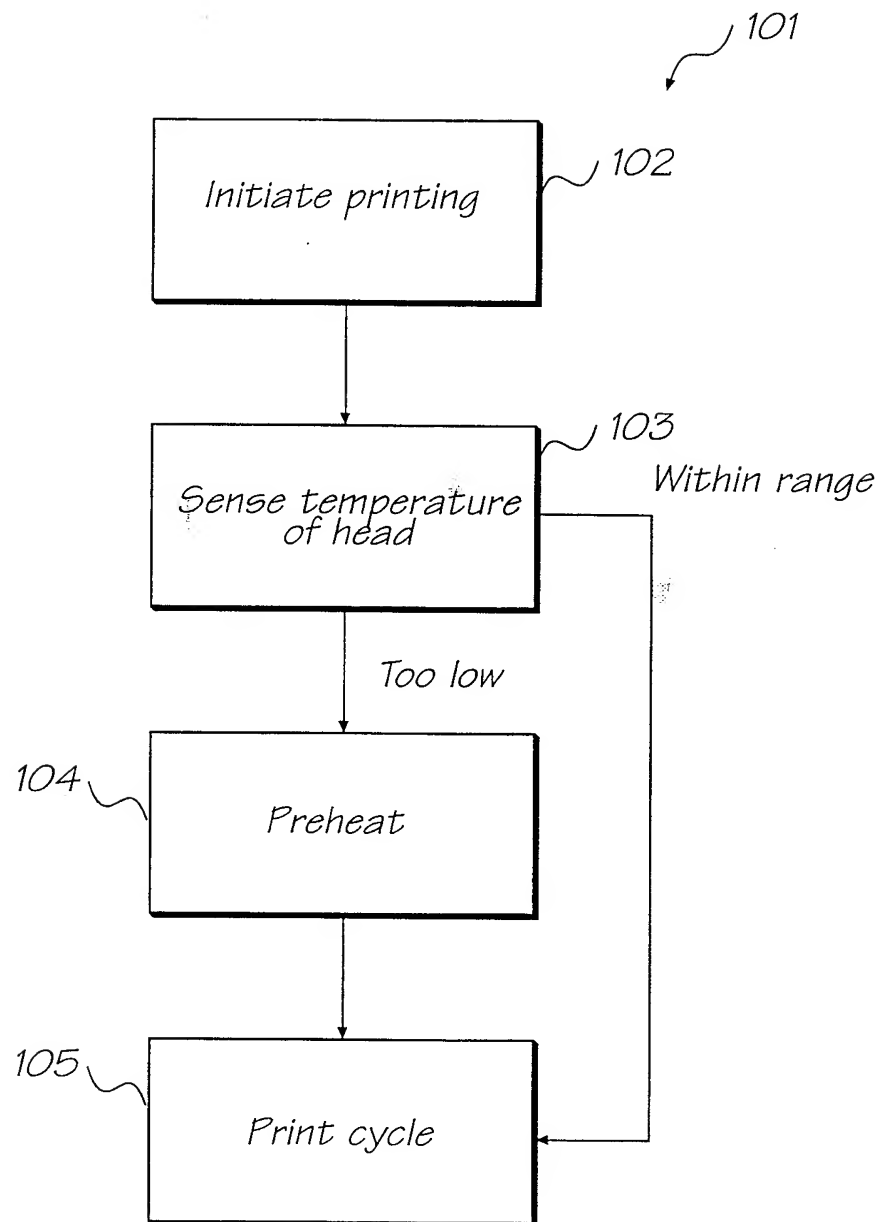 101
Initiate printing
102
103
Within range
Sense temperature
of head
Too low
104
Preheat
105
Print cycle